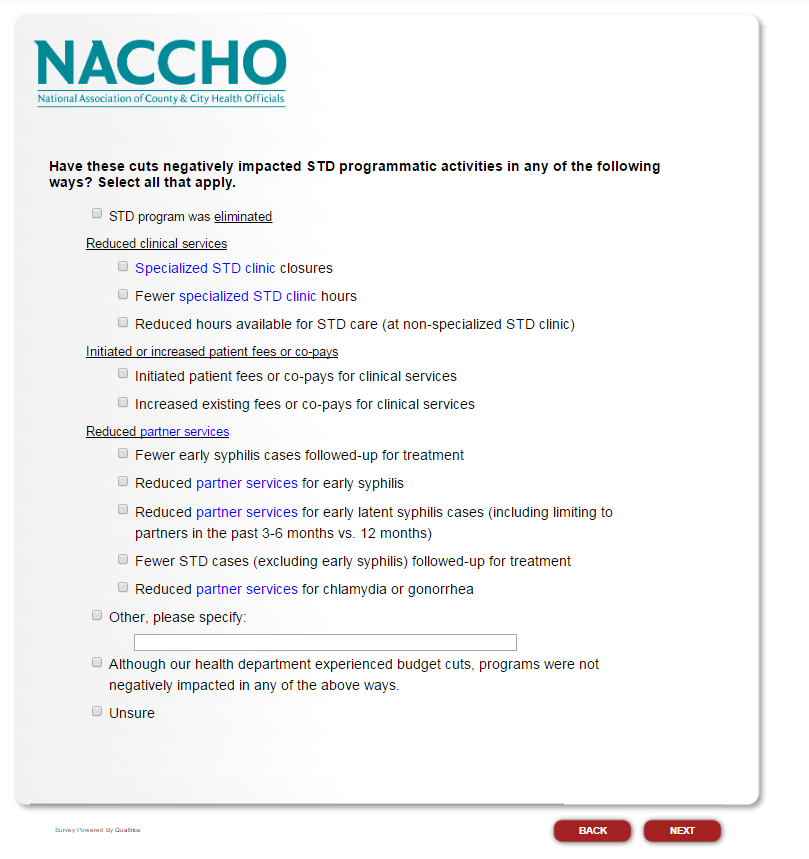 NACCHO
National Association of County & City Health Officials
Have these cuts negatively impacted STD programmatic activities in any of the following
ways? Select all that apply.
STD program was eliminated
Reduced clinical services
Specialized STD clinic closures
Fewer specialized STD clinic hours
Reduced hours available for STD care (at non-specialized STD clinic)
Initiated or increased patient fees or co-pays
Initiated patient fees or co-pays for clinical services
Increased existing fees or co-pays for clinical services
Reduced partner services
Fewer early syphilis cases followed-up for treatment
Reduced partner services for early syphilis
Reduced partner services for early latent syphilis cases (including limiting to
partners in the past 3-6 months vs. 12 months)
Fewer STD cases (excluding early syphilis) followed-up for treatment
Reduced partner services for chlamydia or gonorrhea
Other, please specify:
Although our health department experienced budget cuts, programs were not
negatively impacted in any of the above ways.
Unsure
Survey Powered By Qualtrics
BACK
NEXT